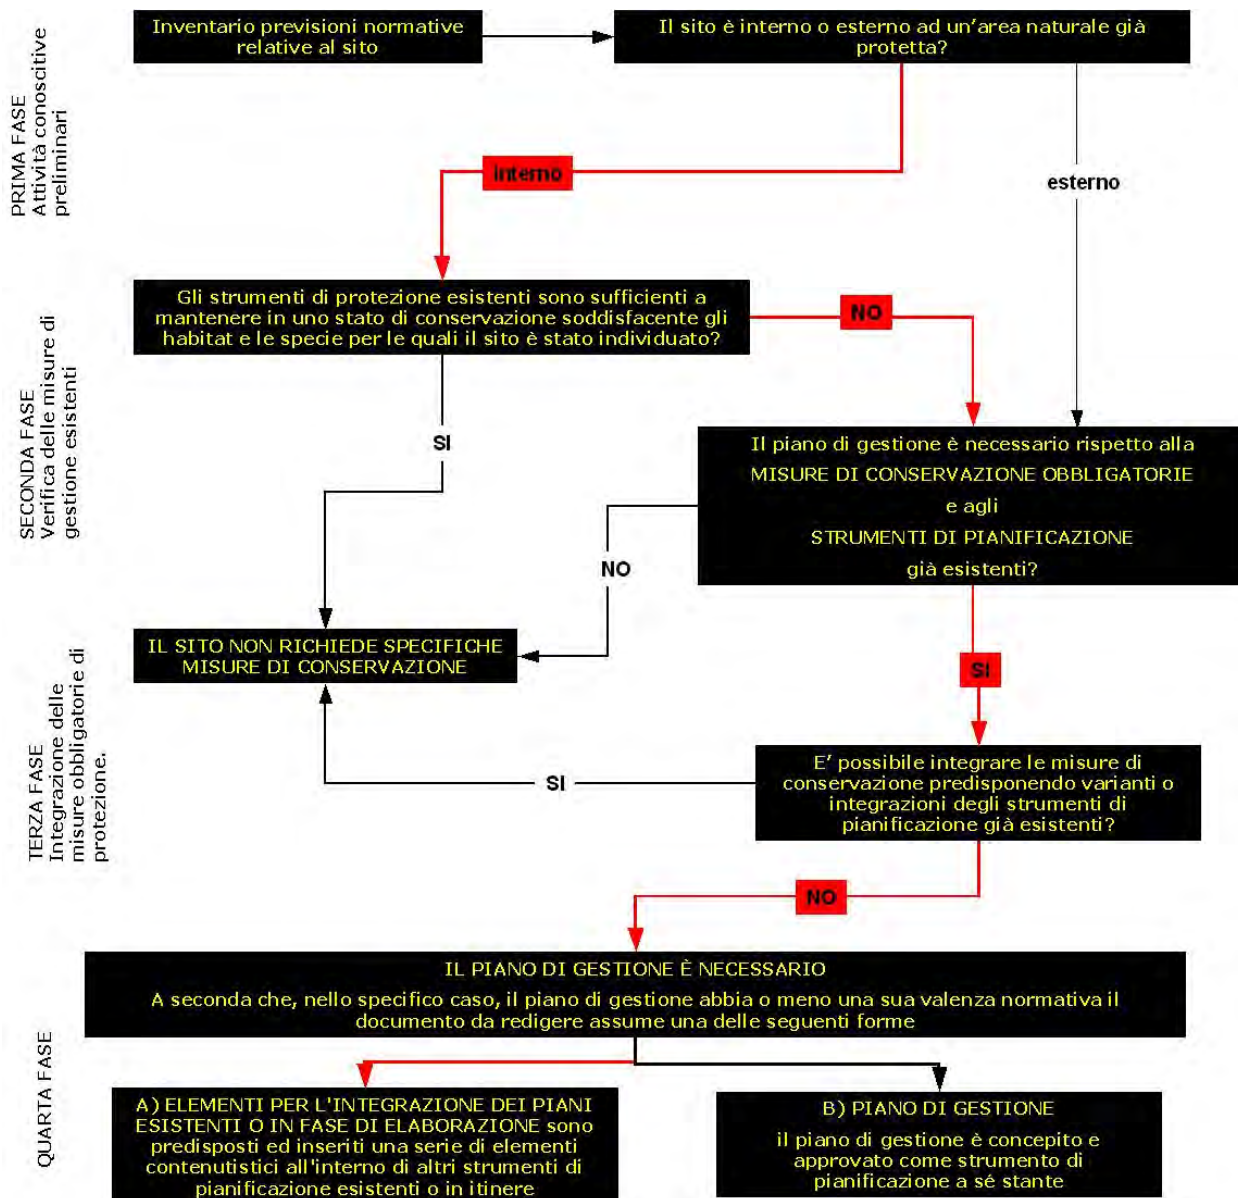 PRIMA FASE
Attività conoscitive
preliminari
Inventario previsioni normative
relative al sito
Il sito è interno o esterno ad un'area naturale già
protetta?
Interno
esterno
SECONDA FASE
Verifica delle misure di
gestione esistenti
Gli strumenti di protezione esistenti sono sufficienti a
mantenere in uno stato di conservazione soddisfacente gli
habitat e le specie per le quali il sito è stato individuato?
NO
SI
Il piano di gestione è necessario rispetto alla
MISURE DI CONSERVAZIONE OBBLIGATORIE
e agli
STRUMENTI DI PIANIFICAZIONE
già esistenti?
NO
SI
TERZA FASE
Integrazione delle
misure obbligatorie di
protezione.
IL SITO NON RICHIEDE SPECIFICHE
MISURE DI CONSERVAZIONE
E' possibile integrare le misure di
conservazione predisponendo varianti o
integrazioni degli strumenti di
pianificazione già esistenti?
SI
NO
QUARTA FASE
IL PIANO DI GESTIONE È NECESSARIO
A seconda che, nello specifico caso, il piano di gestione abbia o meno una sua valenza normativa il
documento da redigere assume una delle seguenti forme
A) ELEMENTI PER L'INTEGRAZIONE DEI PIANI
ESISTENTI O IN FASE DI ELABORAZIONE sono
predisposti ed inseriti una serie di elementi
contenutistici all'interno di altri strumenti di
pianificazione esistenti o in itinere
B) PIANO DI GESTIONE
il piano di gestione è concepito e
approvato come strumento di
pianificazione a sé stante